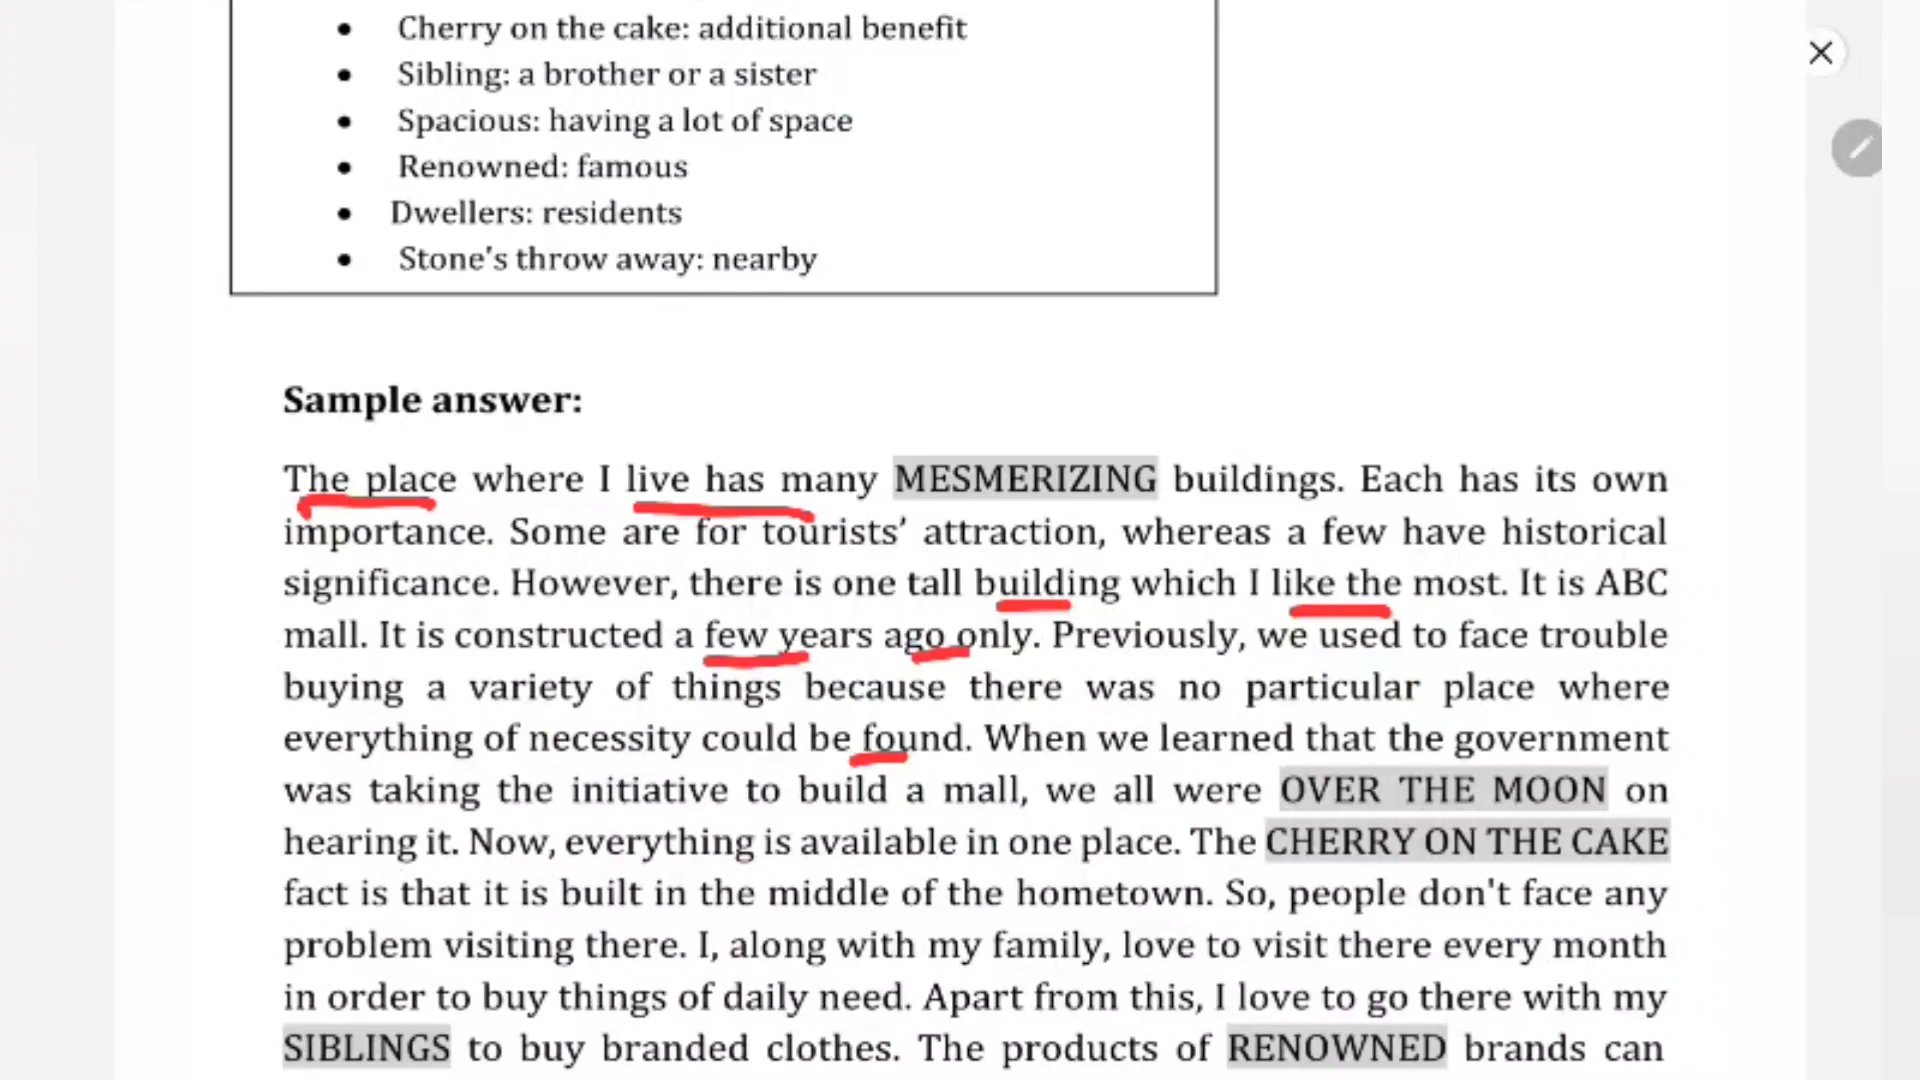 • Cherry on the cake: additional benefit
• Sibling: a brother or a sister
• Spacious: having a lot of space
• Renowned: famous
• Dwellers: residents
• Stone's throw away: nearby
Sample answer:
The place where I live has many MESMERIZING buildings. Each has its own
importance. Some are for tourists’ attraction, whereas a few have historical
significance. However, there is one tall building which I like the most. It is ABC
mall. It is constructed a few years ago only. Previously, we used to face trouble
buying a variety of things because there was no particular place where
everything of necessity could be found. When we learned that the government
was taking the initiative to build a mall, we all were OVER THE MOON on
hearing it. Now, everything is available in one place. The CHERRY ON THE CAKE
fact is that it is built in the middle of the hometown. So, people don't face any
problem visiting there. I, along with my family, love to visit there every month
in order to buy things of daily need. Apart from this, I love to go there with my
SIBLINGS to buy branded clothes. The products of RENOWNED brands can